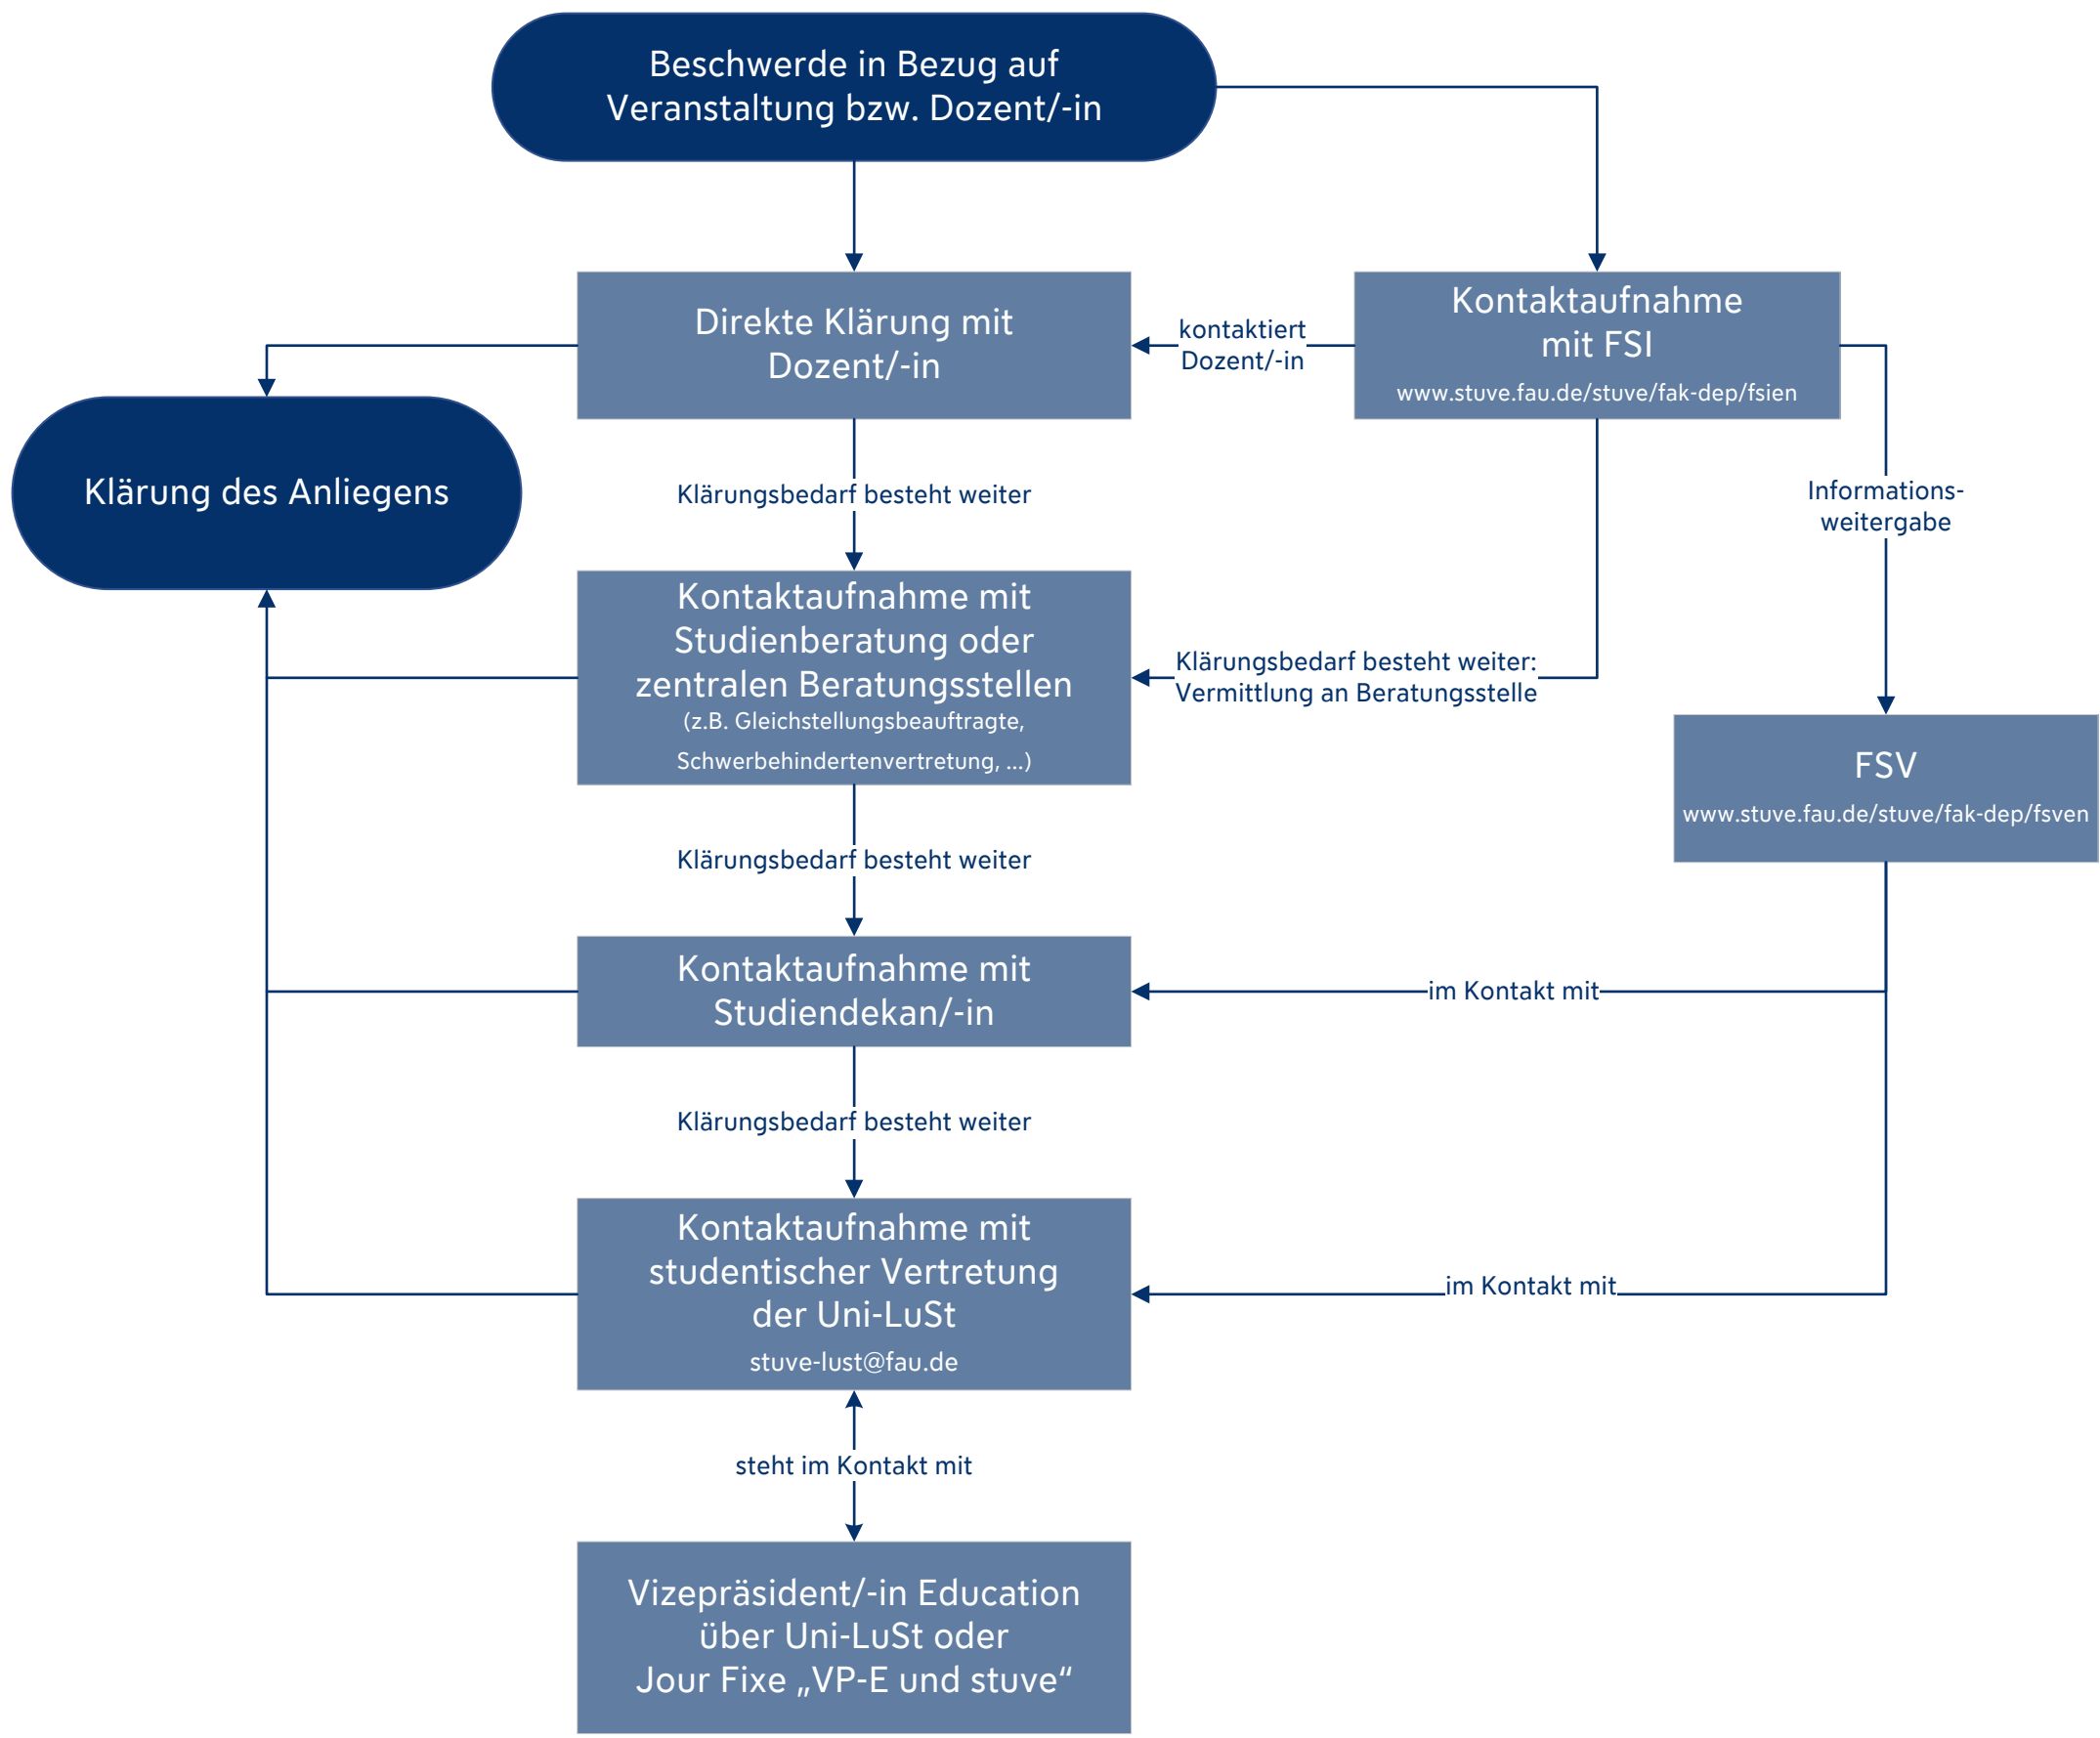 Beschwerde in Bezug auf
Veranstaltung bzw. Dozent/-in
Direkte Klärung mit
Dozent/-in
kontaktiert
Dozent/-in
Kontaktaufnahme
mit FSI
www.stuve.fau.de/stuve/fak-dep/fsien
Klärung des Anliegens
Klärungsbedarf besteht weiter
Informations-
weitergabe
Kontaktaufnahme mit
Studienberatung oder
zentralen Beratungsstellen
(z.B. Gleichstellungsbeauftragte,
Schwerbehindertenvertretung, ...)
Klärungsbedarf besteht weiter:
Vermittlung an Beratungsstelle
FSV
www.stuve.fau.de/stuve/fak-dep/fsven
Klärungsbedarf besteht weiter
Kontaktaufnahme mit
Studiendekan/-in
im Kontakt mit
Klärungsbedarf besteht weiter
Kontaktaufnahme mit
studentischer Vertretung
der Uni-LuSt
stuve-lust@fau.de
im Kontakt mit
steht im Kontakt mit
Vizepräsident/-in Education
über Uni-LuSt oder
Jour Fixe „VP-E und stuve“